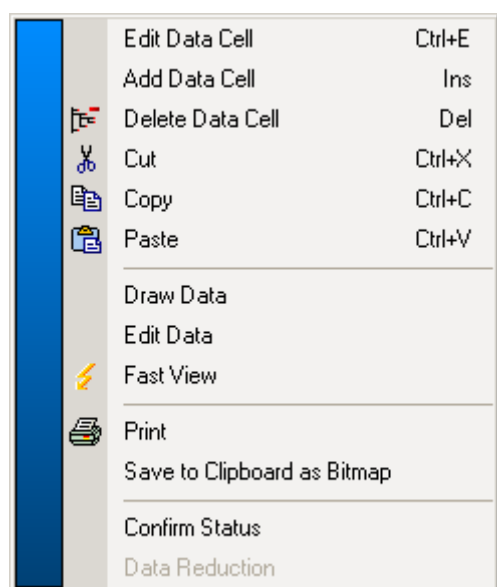 Edit Data Cell Ctrl+E
Add Data Cell Ins
Delete Data Cell Del
Cut Ctrl+X
Copy Ctrl+C
Paste Ctrl+V
Draw Data
Edit Data
Fast View
Print
Save to Clipboard as Bitmap
Confirm Status
Data Reduction